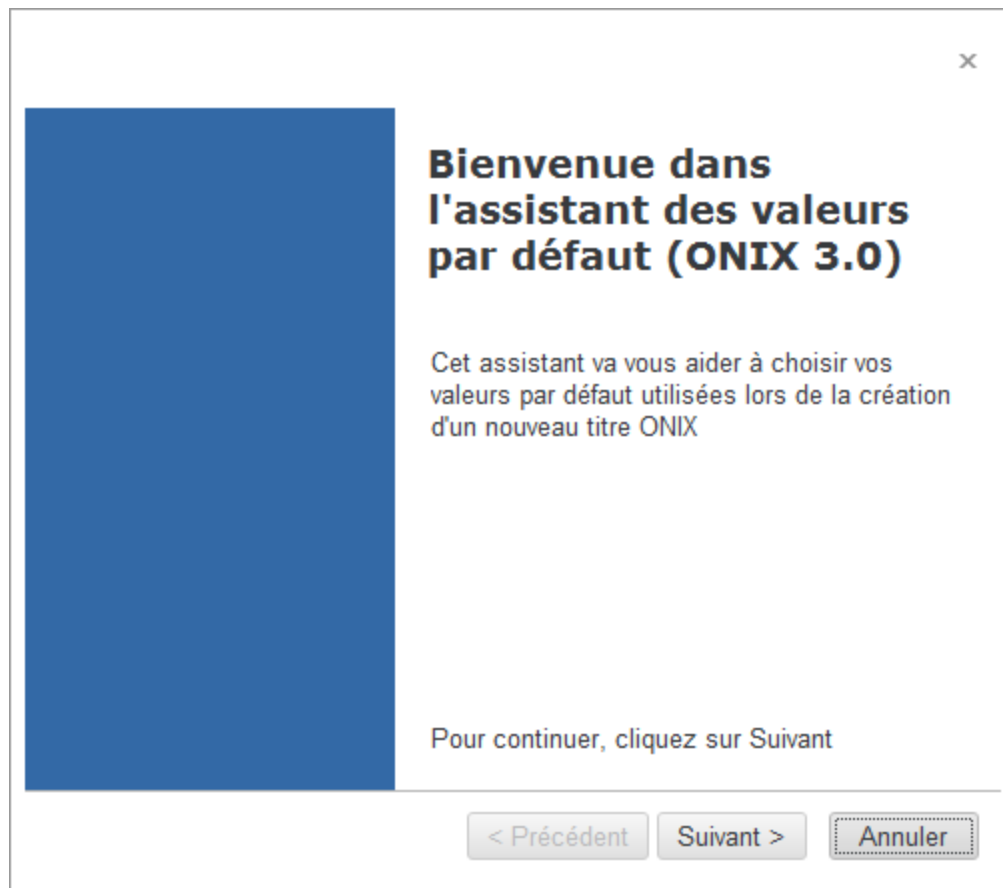 ×
Bienvenue dans
l'assistant des valeurs
par défaut (ONIX 3.0)
Cet assistant va vous aider à choisir vos
valeurs par défaut utilisées lors de la création
d'un nouveau titre ONIX
Pour continuer, cliquez sur Suivant
< Précédent Suivant > Annuler